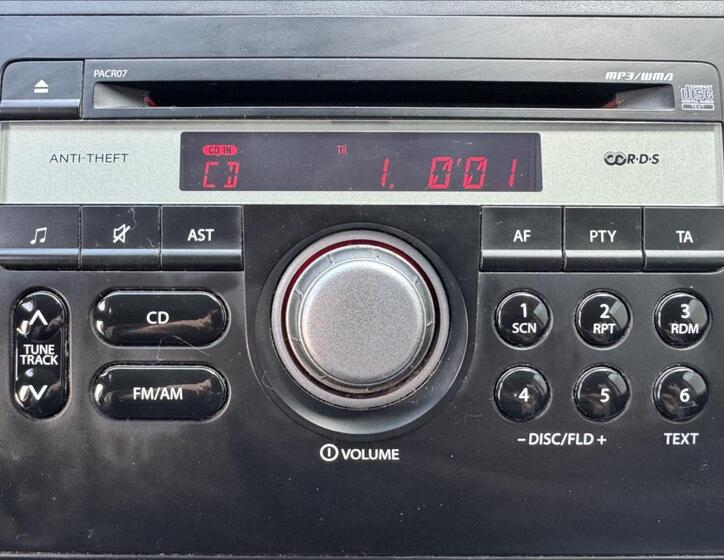 PACR07
MP3/WMA
COMPACT
disc
DIGITAL AUDIO
TEXT
ANTI-THEFT
CD IN
TR
CD
1. 0'01
R·D·S
AST
AF
PTY
TA
TUNE
TRACK
CD
FM/AM
VOLUME
1
SCN
2
RPT
3
RDM
4
5
6
– DISC/FLD +
TEXT